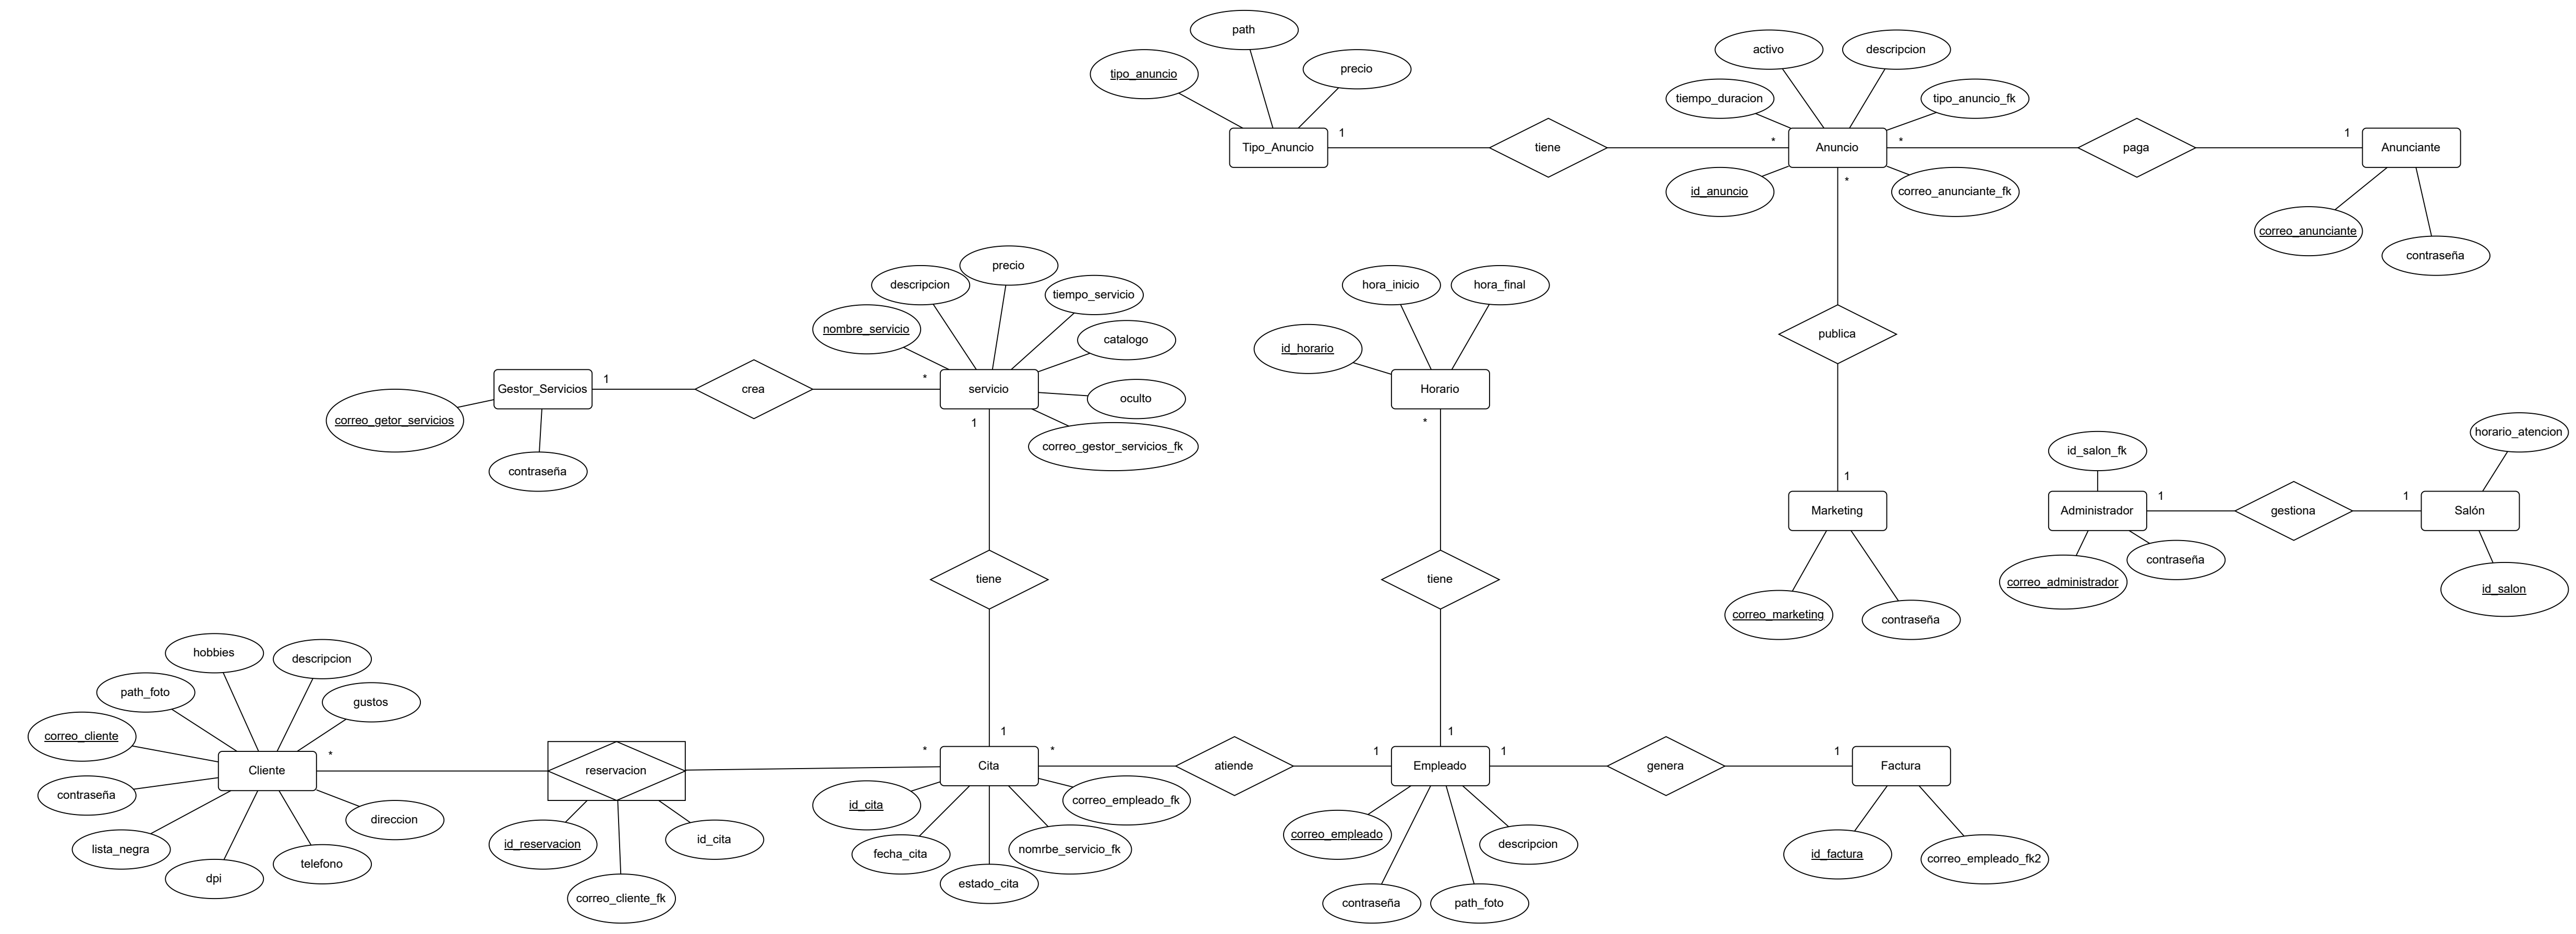 path
tipo_anuncio
precio
Tipo_Anuncio
1
tiene
*
activo
descripcion
tiempo_duracion
tipo_anuncio_fk
Anuncio
*
id_anuncio
correo_anunciante_fk
*
paga
1
Anunciante
correo_anunciante
contraseña
publica
1
Marketing
correo_marketing
contraseña
Gestor_Servicios
1
correo_getor_servicios
contraseña
crea
*
precio
descripcion
tiempo_servicio
nombre_servicio
catalogo
servicio
oculto
1
correo_gestor_servicios_fk
tiene
1
hora_inicio
hora_final
id_horario
Horario
*
tiene
1
id_salon_fk
Administrador
1
correo_administrador
contraseña
gestiona
1
horario_atencion
Salón
id_salon
hobbies
descripcion
path_foto
gustos
correo_cliente
*
Cliente
contraseña
direccion
lista_negra
telefono
dpi
reservacion
id_reservacion
id_cita
correo_cliente_fk
*
Cita
*
id_cita
correo_empleado_fk
fecha_cita
nomrbe_servicio_fk
estado_cita
atiende
1
Empleado
1
correo_empleado
descripcion
contraseña
path_foto
genera
1
Factura
id_factura
correo_empleado_fk2